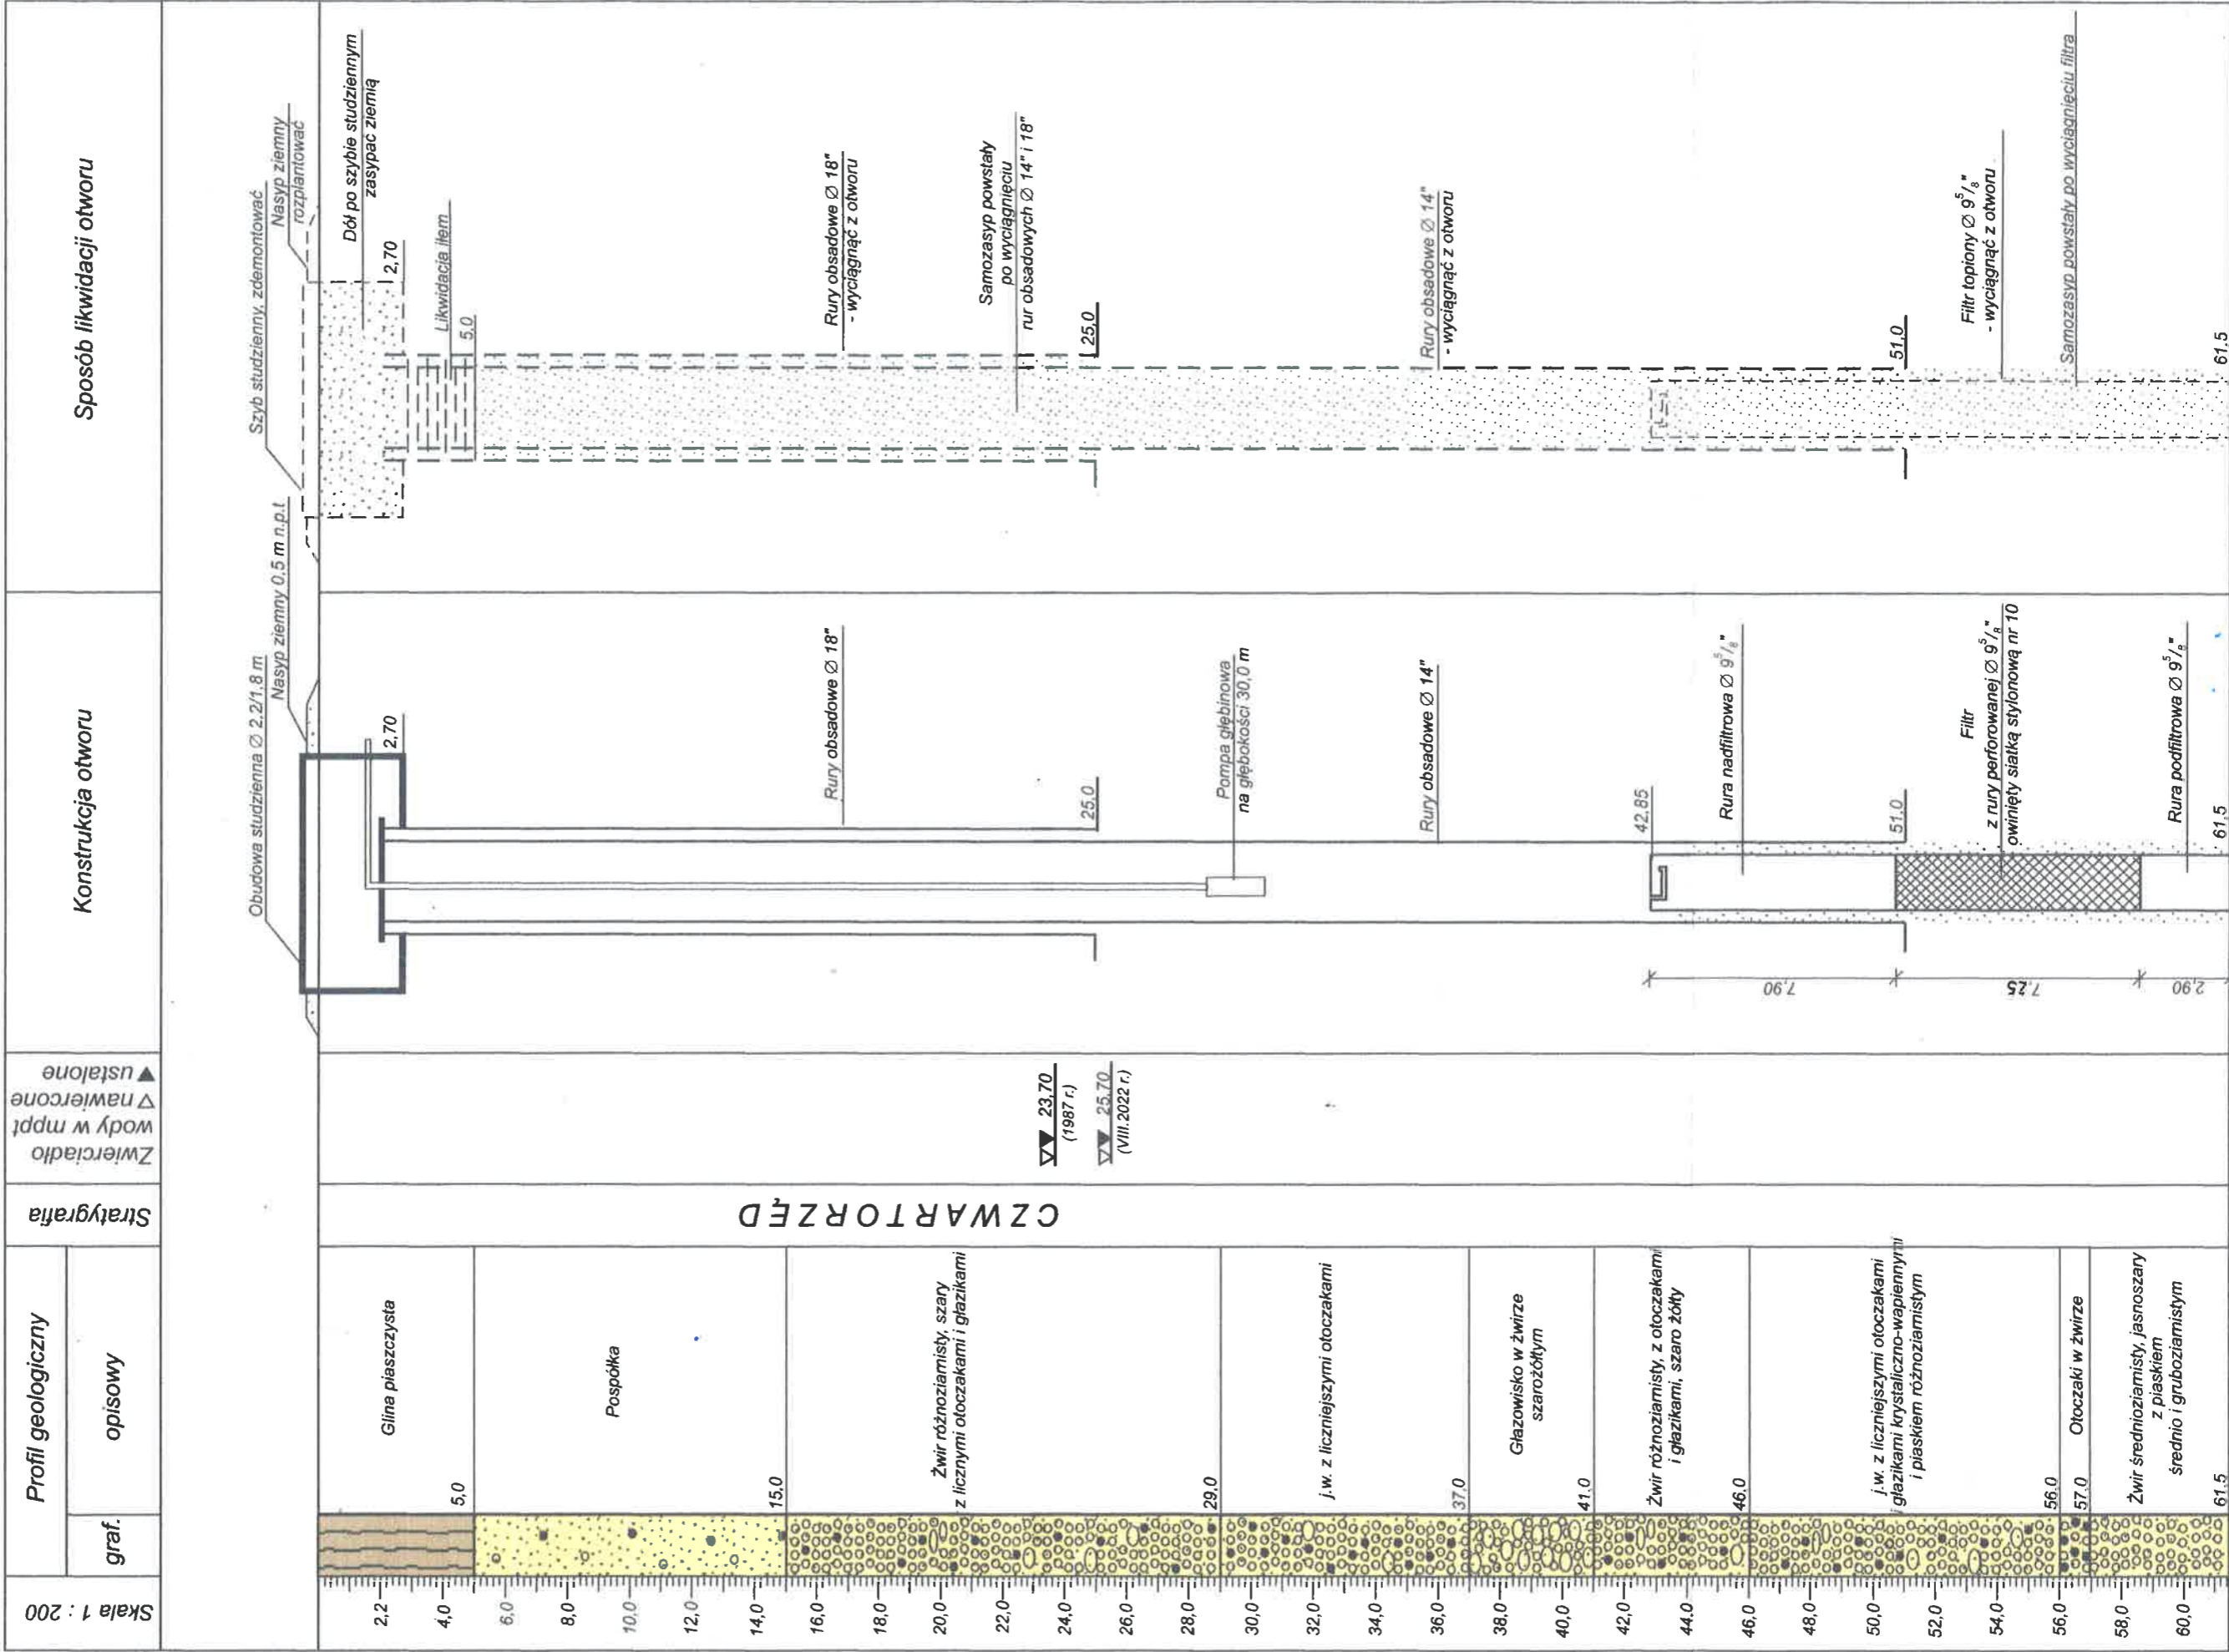 Skala 1 : 200
Profil geologiczny
graf.
opisowy
Stratygrafia
Zwierciadło
wody w mppt
▽ nawiercone
▼ ustalone
Konstrukcja otworu
Sposób likwidacji otworu
2,2
4,0
6,0
8,0
10,0
12,0
14,0
16,0
18,0
20,0
22,0
24,0
26,0
28,0
30,0
32,0
34,0
36,0
38,0
40,0
42,0
44,0
46,0
48,0
50,0
52,0
54,0
56,0
58,0
60,0
Glina piaszczysta
5,0
Pospółka
15,0
Żwir różnoziarnisty, szary
z licznymi otoczakami i głazikami
29,0
j.w. z liczniejszymi otoczakami
37,0
Głazowisko w żwirze
szarożółtym
41,0
Żwir różnoziarnisty, z otoczakami
i głazikami, szaro żółty
46,0
j.w. z liczniejszymi otoczakami
i głazikami krystaliczno-wapiennymi
i piaskiem różnoziarnistym
56,0
Otoczaki w żwirze
57,0
Żwir średnioziarnisty, jasnoszary
z piaskiem
średnio i gruboziarnistym
61,5
CZWARTORZĘD
▽▼ 23,70
(1987 r.)
▽▼ 25,70
(VIII.2022 r.)
Obudowa studzienna Ø 2,2/1,8 m
Nasyp ziemny 0,5 m n.p.t
2,70
Rury obsadowe Ø 18"
25,0
Pompa głębinowa
na głębokości 30,0 m
Rury obsadowe Ø 14"
42,85
Rura nadfiltrowa Ø 9⁵/₈"
51,0
Filtr
z rury perforowanej Ø 9⁵/₈"
owinięty siatką stylonową nr 10
Rura podfiltrowa Ø 9⁵/₈"
61,5
7,90
7,25
2,90
Szyb studzienny, zdemontować
Nasyp ziemny
rozplantować
Dół po szybie studziennym
zasypać ziemią
2,70
Likwidacja iłem
5,0
Rury obsadowe Ø 18"
- wyciągnąć z otworu
Samozasyp powstały
po wyciągnięciu
rur obsadowych Ø 14" i 18"
25,0
Rury obsadowe Ø 14"
- wyciągnąć z otworu
51,0
Filtr topiony Ø 9⁵/₈"
- wyciągnąć z otworu
Samozasyp powstały po wyciągnięciu filtra
61,5